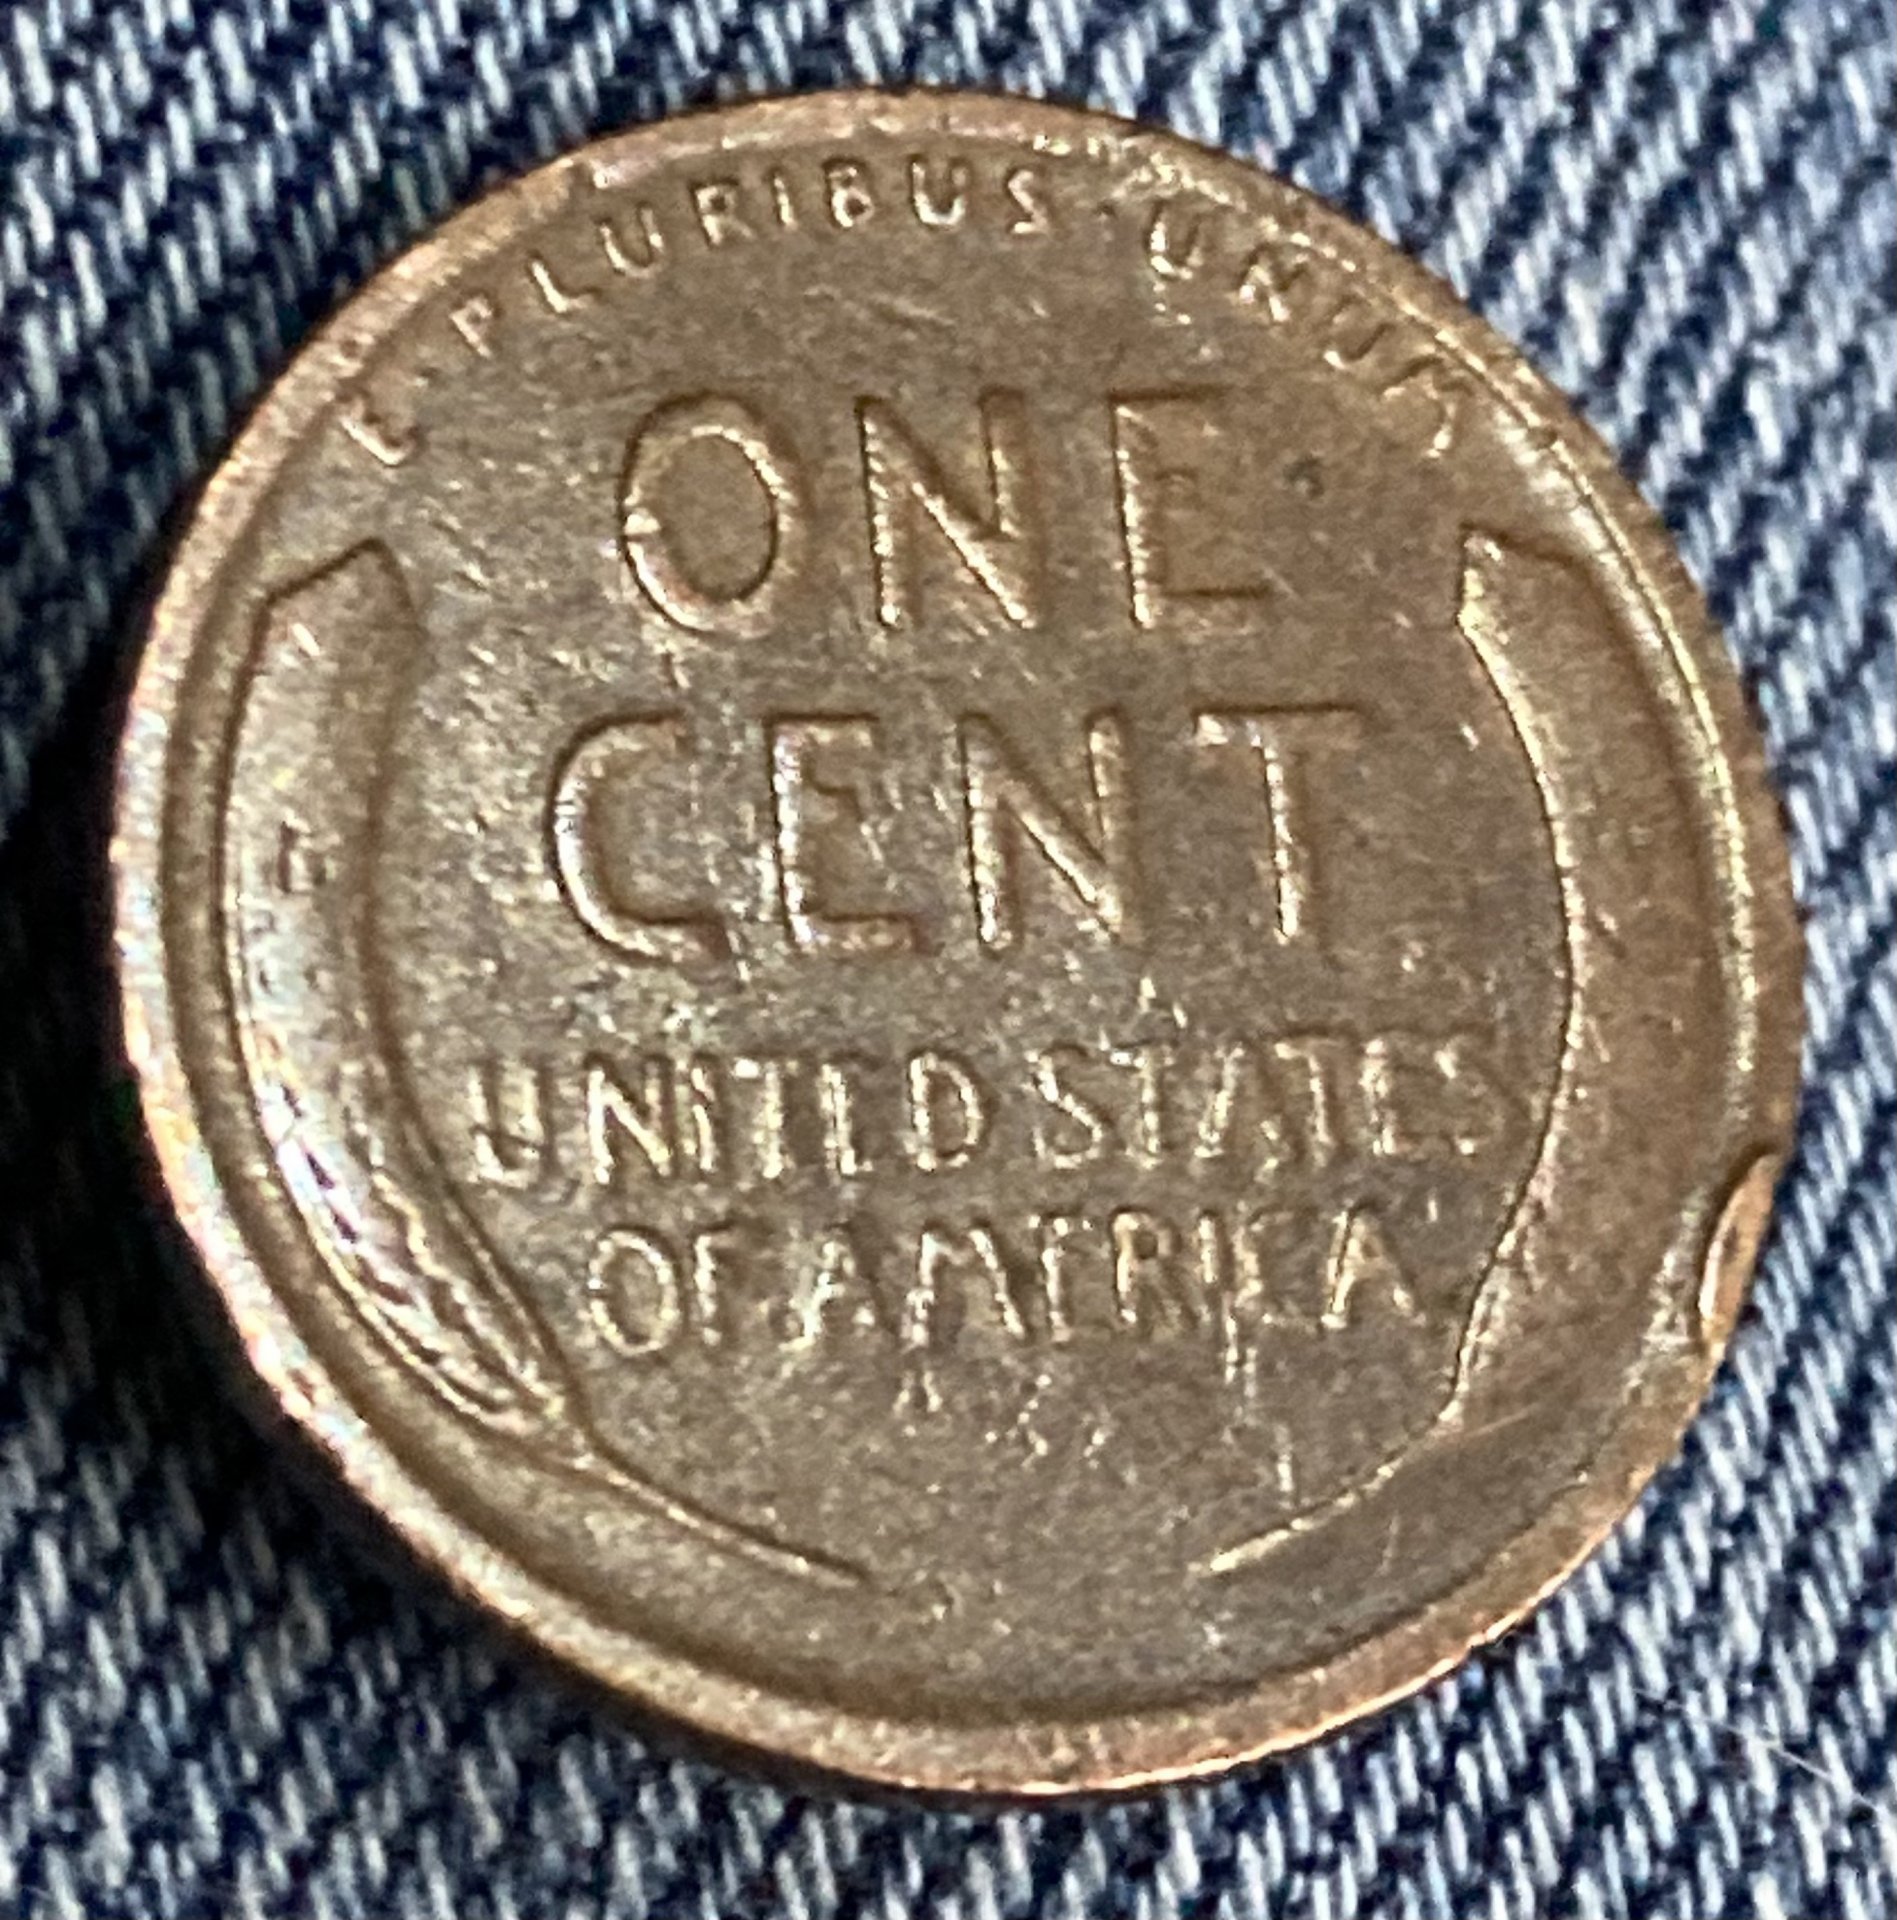 E·PLURIBUS·UNUM
ONE
CENT
UNITED STATES
OF AMERICA